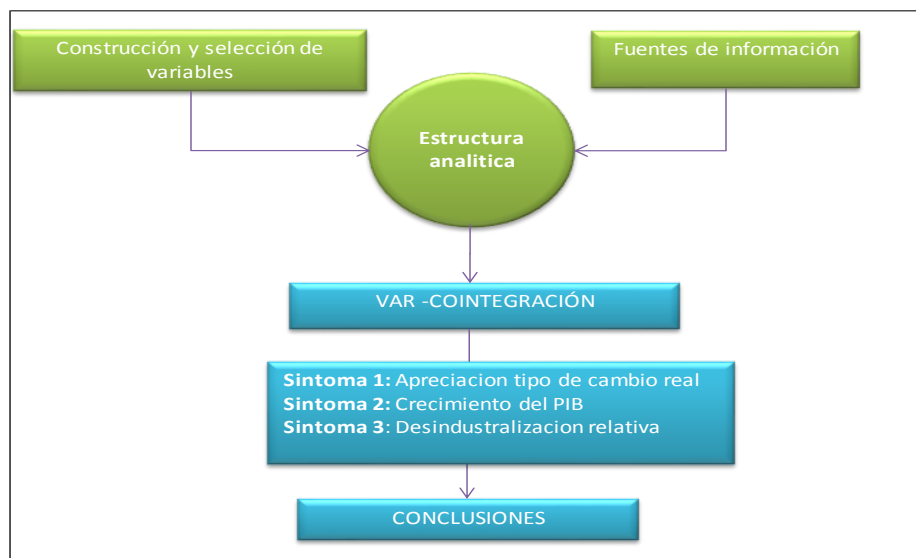 Construcción y selección de
variables
Fuentes de información
Estructura
analitica
VAR -COINTEGRACIÓN
Sintoma 1: Apreciacion tipo de cambio real
Sintoma 2: Crecimiento del PIB
Sintoma 3: Desindustralizacion relativa
CONCLUSIONES